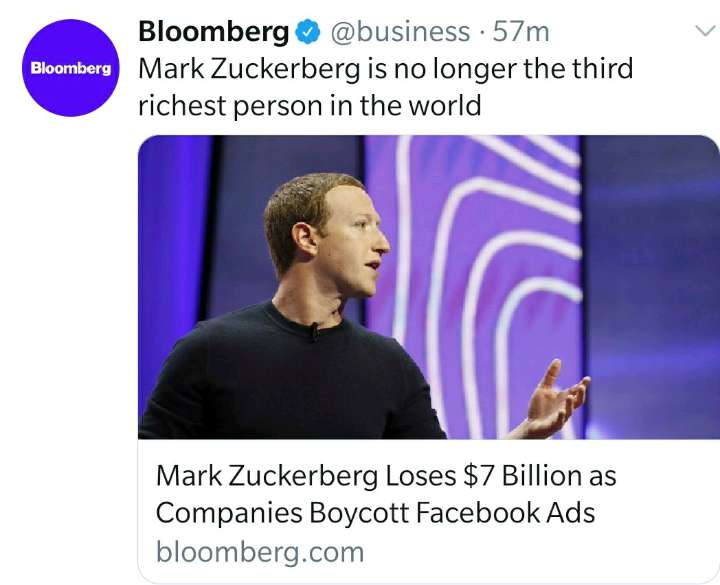 Bloomberg @business · 57m
Bloomberg
Mark Zuckerberg is no longer the third
richest person in the world
Mark Zuckerberg Loses $7 Billion as
Companies Boycott Facebook Ads
bloomberg.com